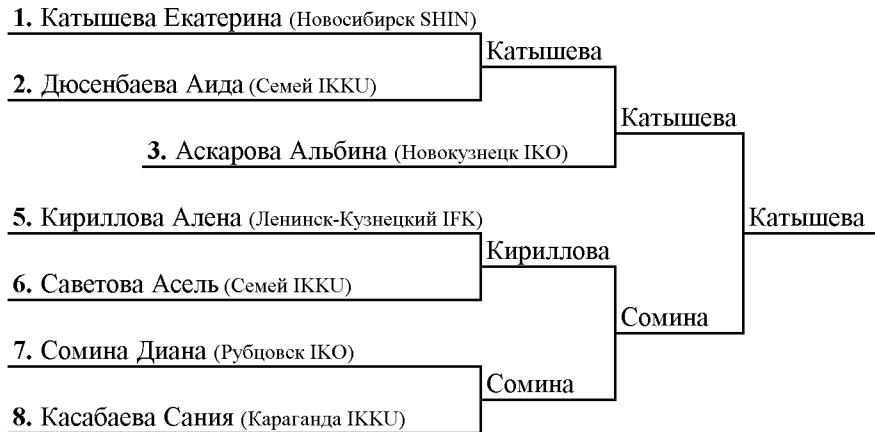 1. Катышева Екатерина (Новосибирск SHIN)
Катышева
2. Дюсенбаева Аида (Семей IKKU)
Катышева
3. Аскарова Альбина (Новокузнецк IKO)
5. Кириллова Алена (Ленинск-Кузнецкий IFK)
Катышева
Кириллова
6. Саветова Асель (Семей IKKU)
Сомина
7. Сомина Диана (Рубцовск IKO)
Сомина
8. Касабаева Сания (Караганда IKKU)